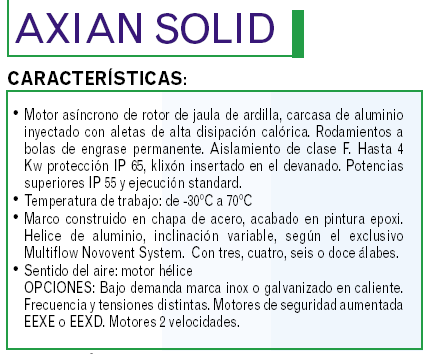 AXIAN SOLID
CARACTERÍSTICAS:
• Motor asíncrono de rotor de jaula de ardilla, carcasa de aluminio
inyectado con aletas de alta disipación calórica. Rodamientos a
bolas de engrase permanente. Aislamiento de clase F. Hasta 4
Kw protección IP 65, klixón insertado en el devanado. Potencias
superiores IP 55 y ejecución standard.
• Temperatura de trabajo: de -30ºC a 70ºC
• Marco construido en chapa de acero, acabado en pintura epoxi.
Helice de aluminio, inclinación variable, según el exclusivo
Multiflow Novovent System. Con tres, cuatro, seis o doce álabes.
• Sentido del aire: motor hélice
OPCIONES: Bajo demanda marca inox o galvanizado en caliente.
Frecuencia y tensiones distintas. Motores de seguridad aumentada
EEXE o EEXD. Motores 2 velocidades.